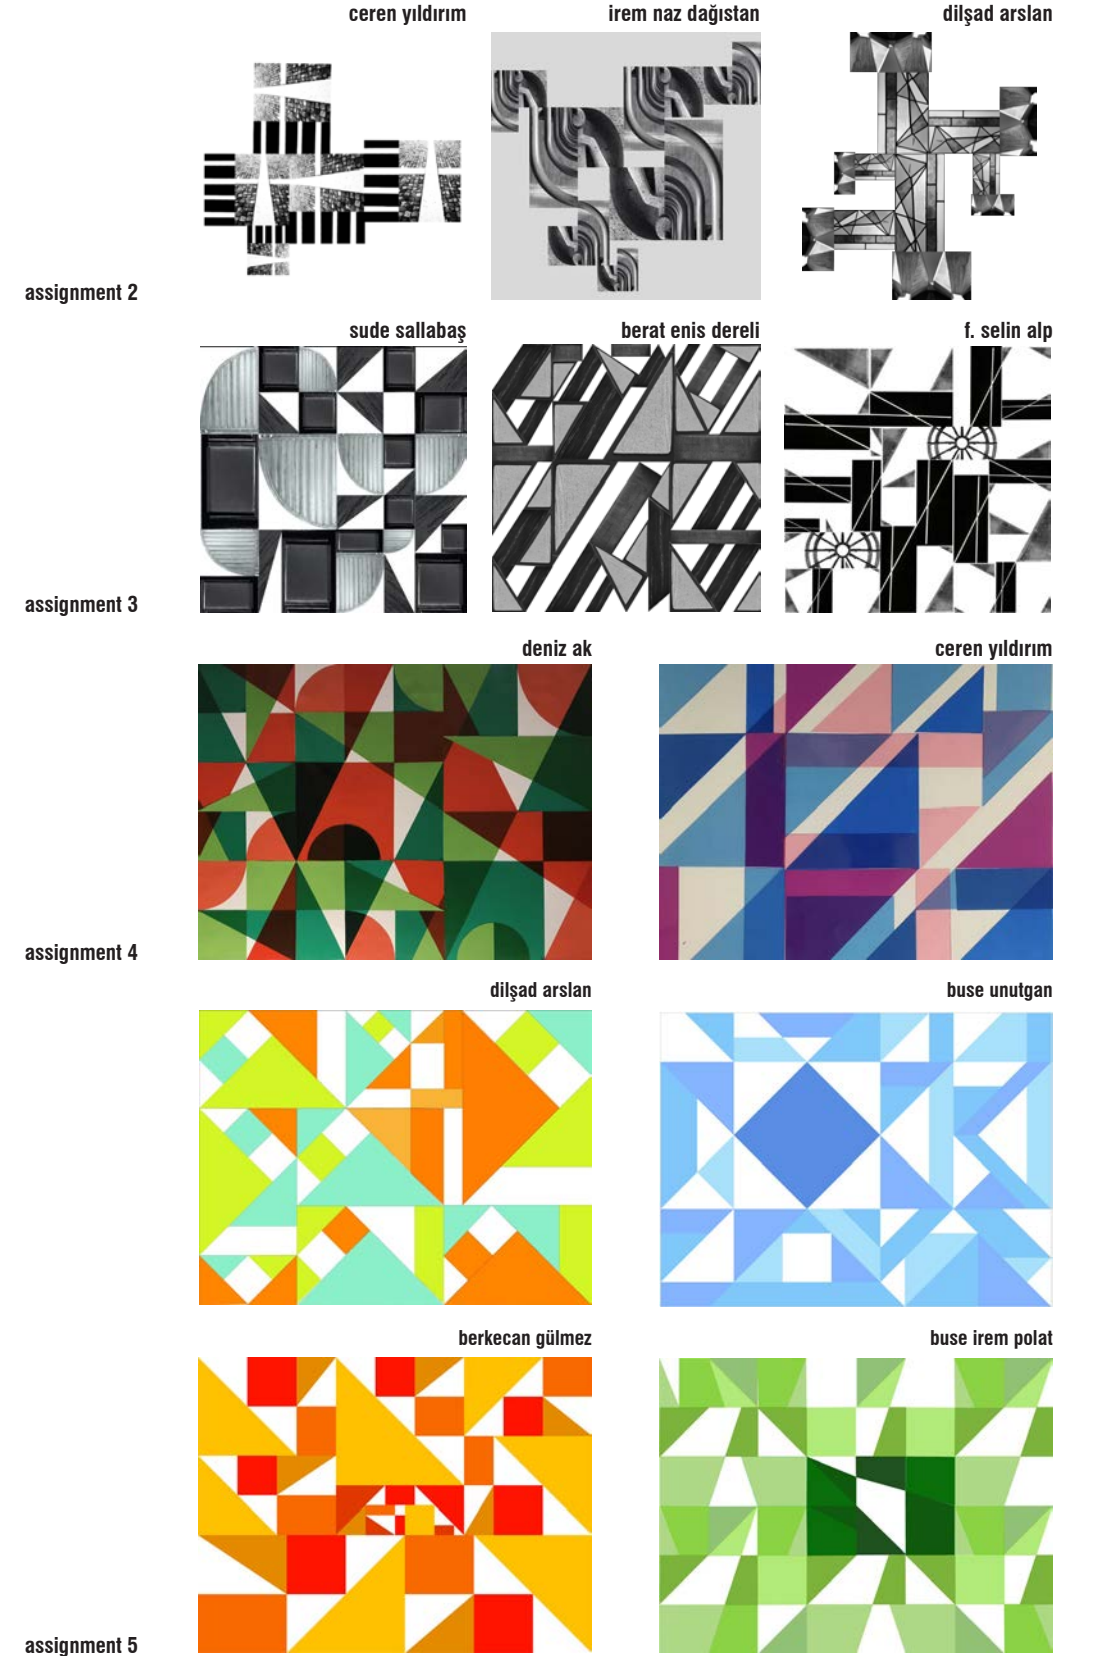 ceren yıldırım
irem naz dağıstan
dilşad arslan
assignment 2
sude sallabaş
berat enis dereli
f. selin alp
assignment 3
deniz ak
ceren yıldırım
assignment 4
dilşad arslan
buse unutgan
berkecan gülmez
buse irem polat
assignment 5